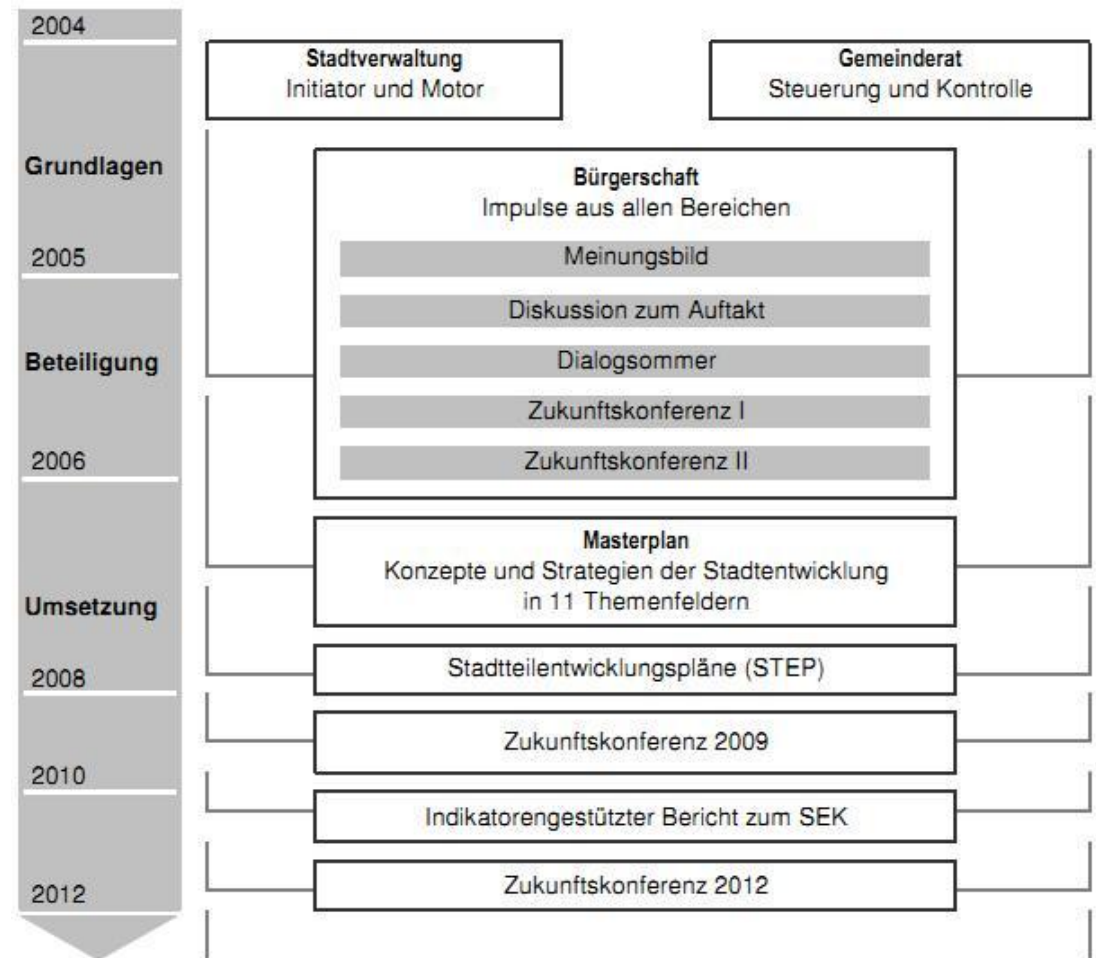 2004
Grundlagen
2005
Beteiligung
2006
Umsetzung
2008
2010
2012
Stadtverwaltung
Initiator und Motor
Gemeinderat
Steuerung und Kontrolle
Bürgerschaft
Impulse aus allen Bereichen
Meinungsbild
Diskussion zum Auftakt
Dialogsommer
Zukunftskonferenz I
Zukunftskonferenz II
Masterplan
Konzepte und Strategien der Stadtentwicklung
in 11 Themenfeldern
Stadtteilentwicklungspläne (STEP)
Zukunftskonferenz 2009
Indikatorengestützter Bericht zum SEK
Zukunftskonferenz 2012